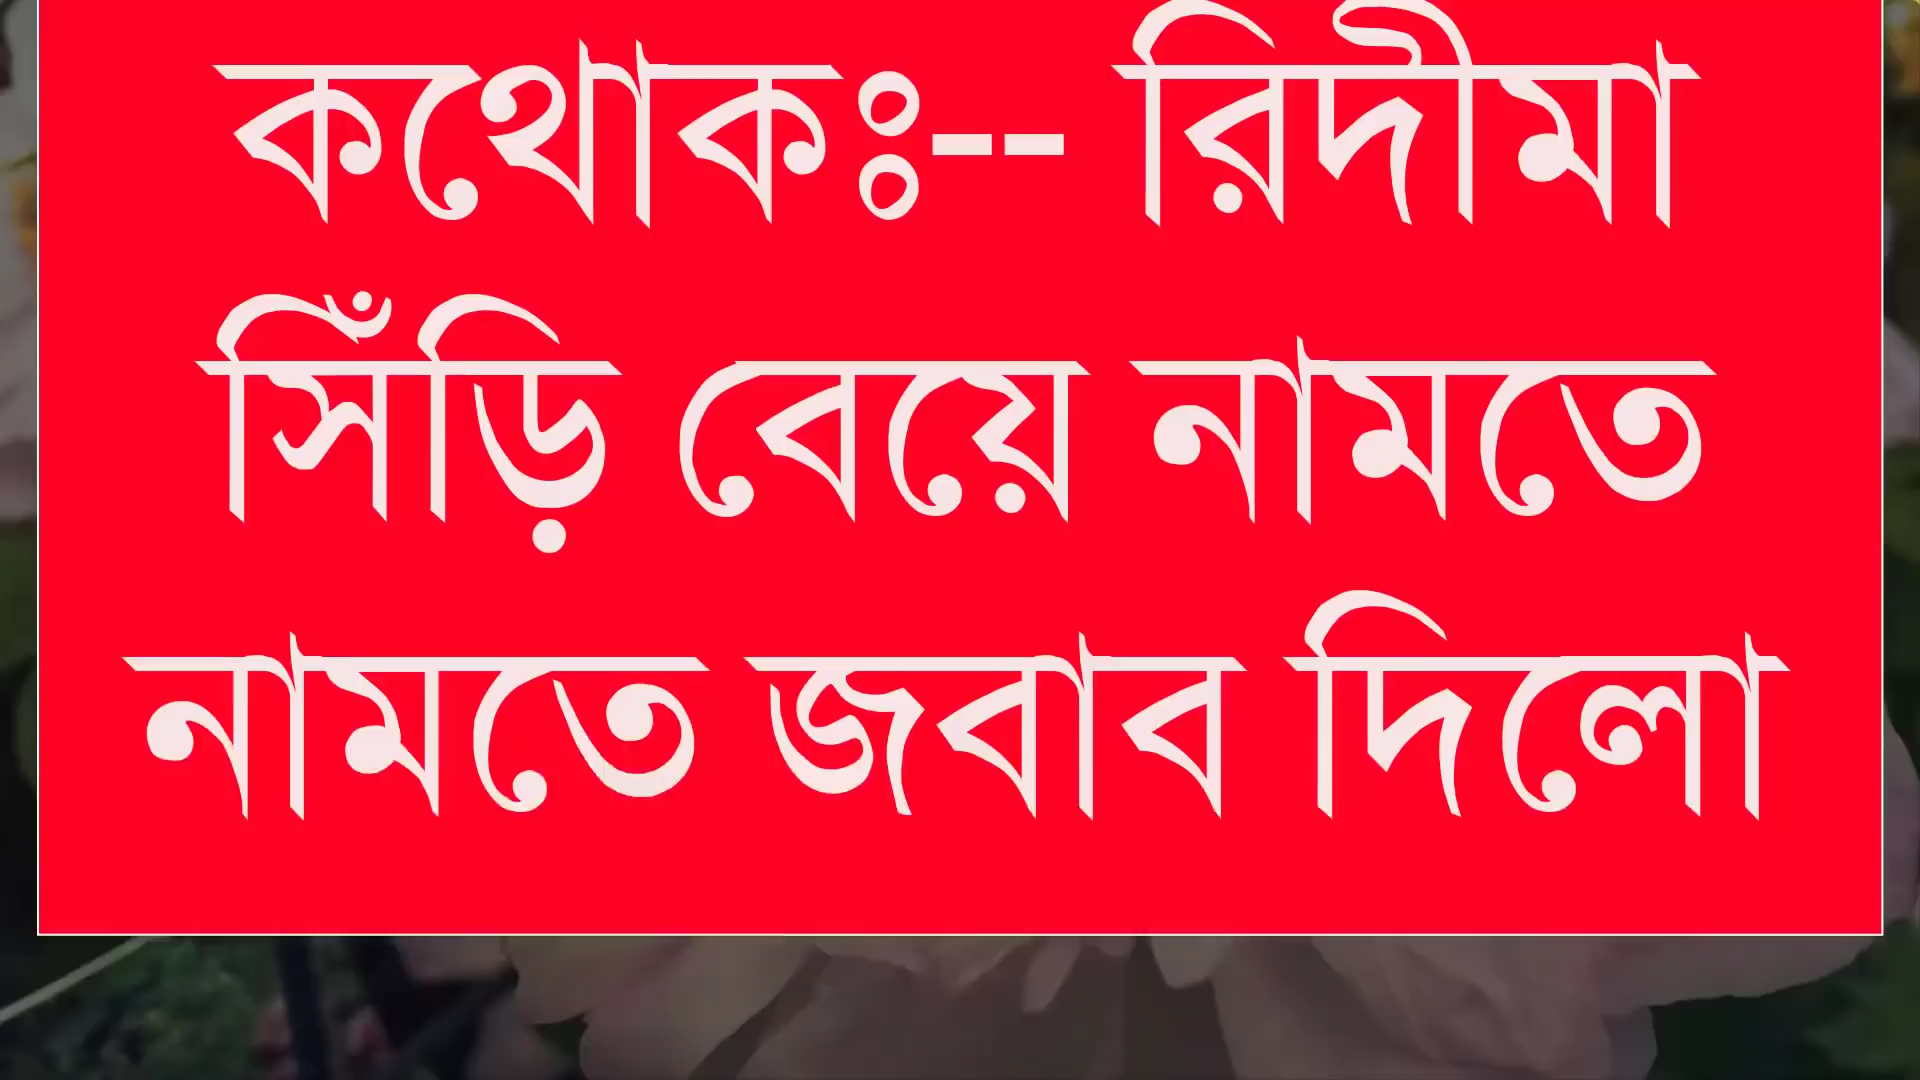 কথোকঃ-- রিদীমা
সিঁড়ি বেয়ে নামতে
নামতে জবাব দিলো